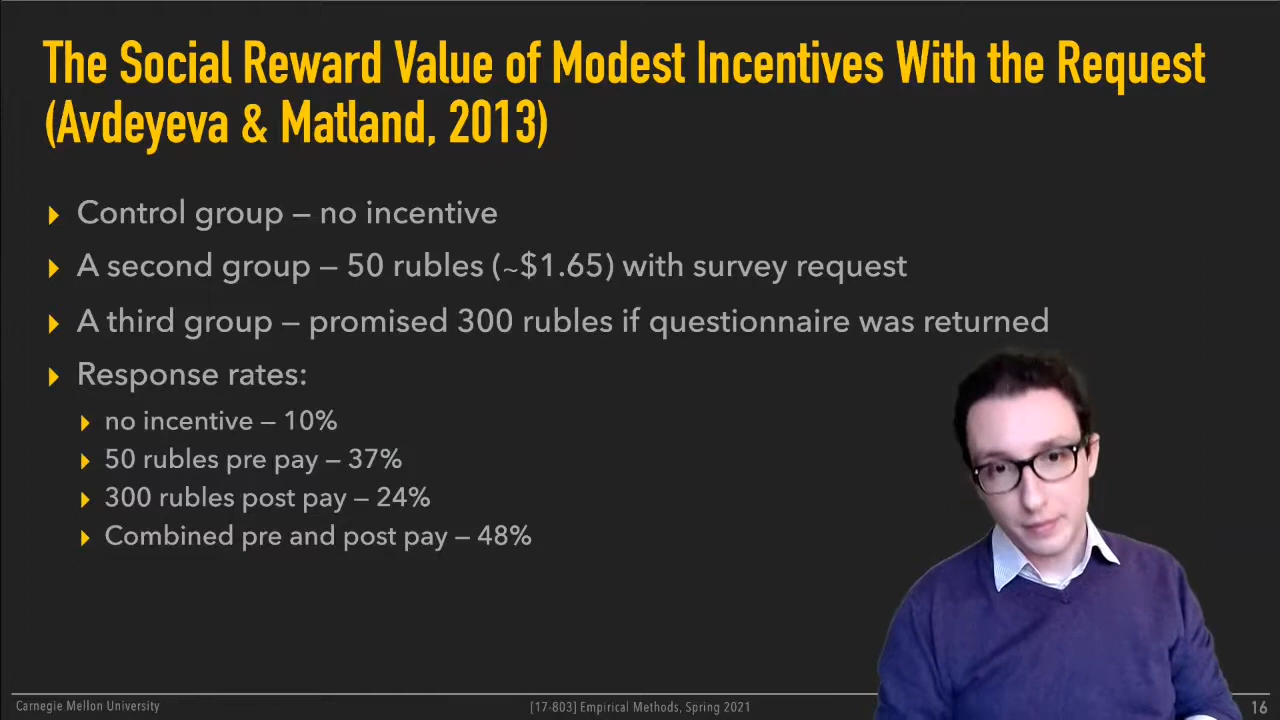 The Social Reward Value of Modest Incentives With the Request
(Avdeyeva & Matland, 2013)
Control group – no incentive
A second group – 50 rubles (~$1.65) with survey request
A third group – promised 300 rubles if questionnaire was returned
Response rates:
no incentive – 10%
50 rubles pre pay – 37%
300 rubles post pay – 24%
Combined pre and post pay – 48%
Carnegie Mellon University
[17-803] Empirical Methods, Spring 2021
16